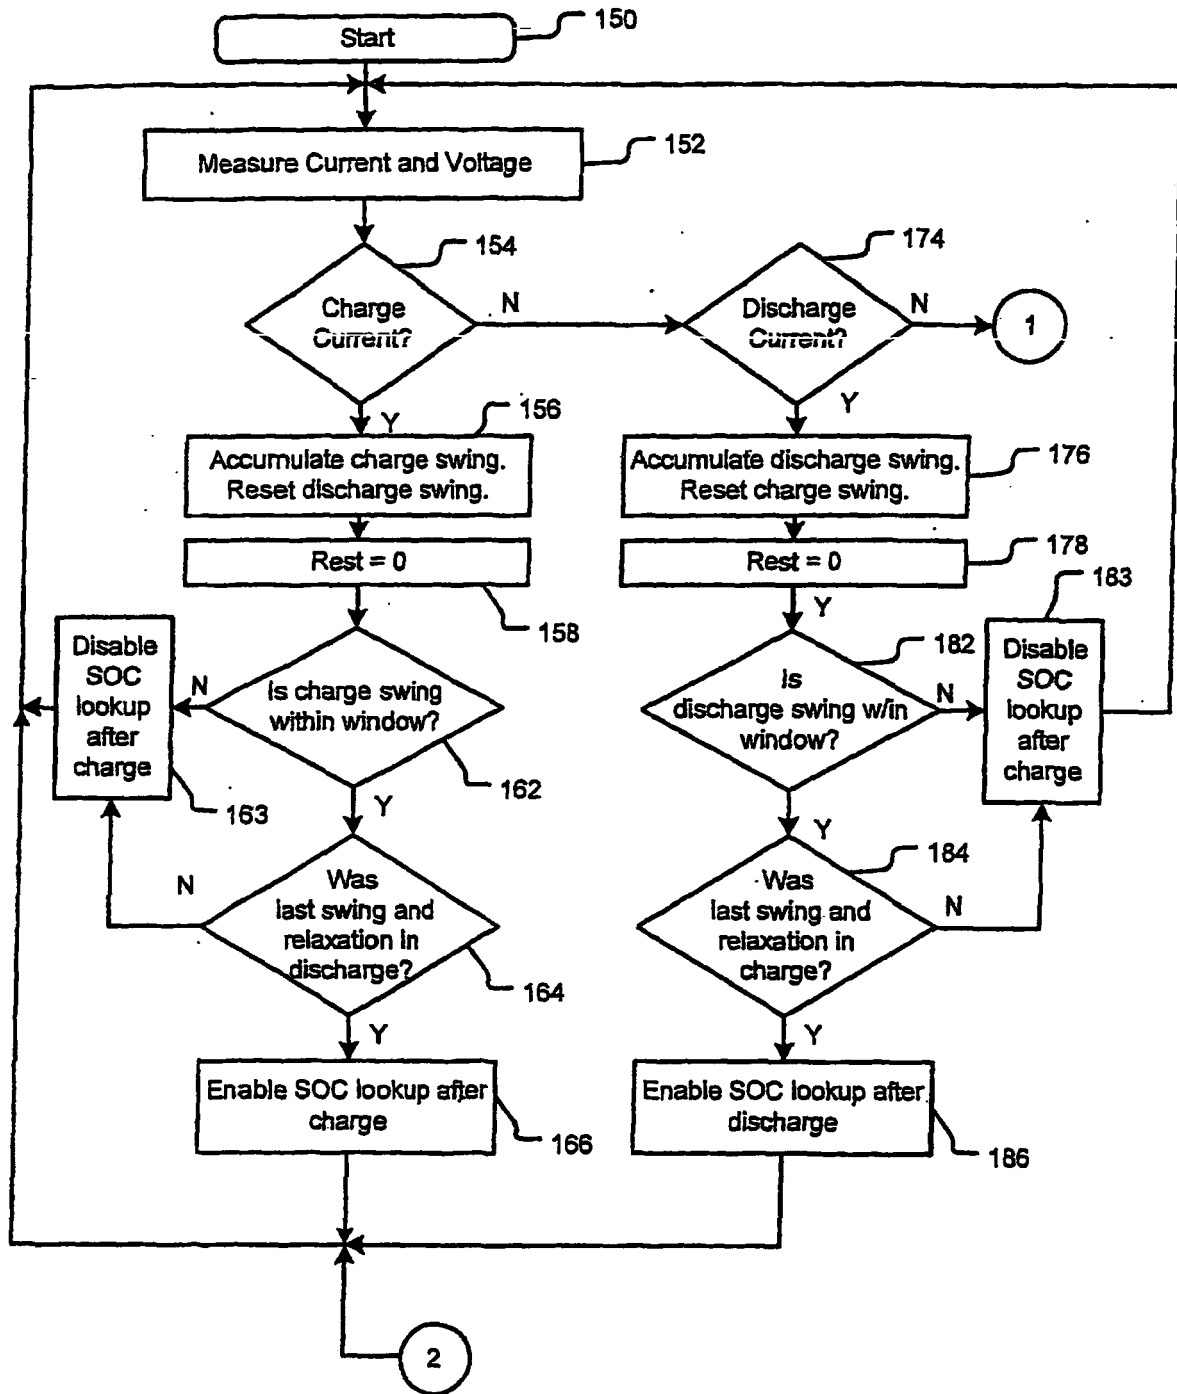 Start
150
Measure Current and Voltage
152
154
Charge
Current?
N
174
Discharge
Current?
N
1
Y
156
Accumulate charge swing.
Reset discharge swing.
Y
Accumulate discharge swing.
Reset charge swing.
176
Rest = 0
158
Rest = 0
178
Y
183
Disable
SOC
lookup
after
charge
163
N
Is charge swing
within window?
162
Y
182
Is
discharge swing w/in
window?
N
Disable
SOC
lookup
after
charge
Y
N
Was
last swing and
relaxation in
discharge?
164
Y
184
Was
last swing and
relaxation in
charge?
N
Y
Enable SOC lookup after
charge
166
Enable SOC lookup after
discharge
186
2